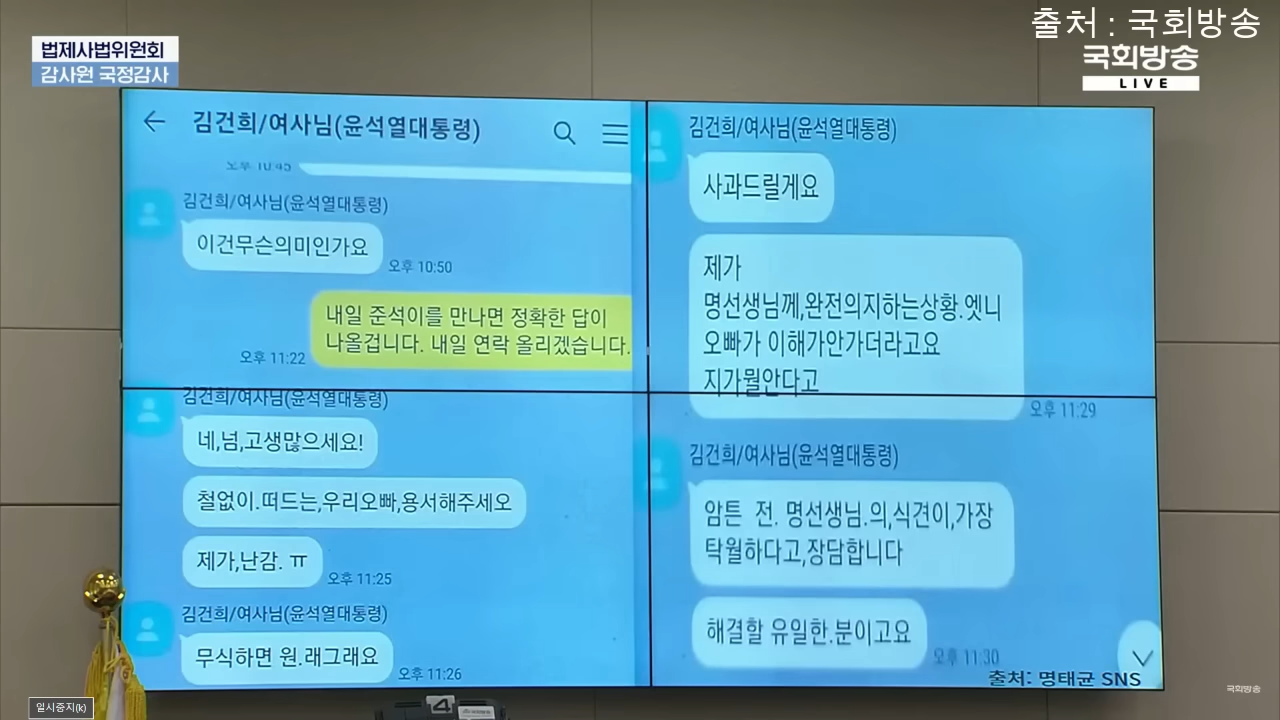 출처 : 국회방송
법제사법위원회
감사원 국정감사
국회방송
LIVE
김건희/여사님(윤석열대통령)
오후 10:45
김건희/여사님(윤석열대통령)
이건무슨의미인가요
오후 10:50
내일 준석이를 만나면 정확한 답이
나올겁니다. 내일 연락 올리겠습니다.
오후 11:22
김건희/여사님(윤석열대통령)
네,넘,고생많으세요!
철없이.떠드는,우리오빠,용서해주세오
제가,난감. ㅠ
오후 11:25
김건희/여사님(윤석열대통령)
무식하면 원.래그래요
오후 11:26
김건희/여사님(윤석열대통령)
사과드릴게요
제가
명선생님께,완전의지하는상황.엣니
오빠가 이해가안가더라고요
지가뭘안다고
오후 11:29
김건희/여사님(윤석열대통령)
암튼 전. 명선생님.의,식견이,가장
탁월하다고,장담합니다
해결할 유일한.분이고요
오후 11:30
출처: 명태균 SNS
국회방송
일시중지(k)
4